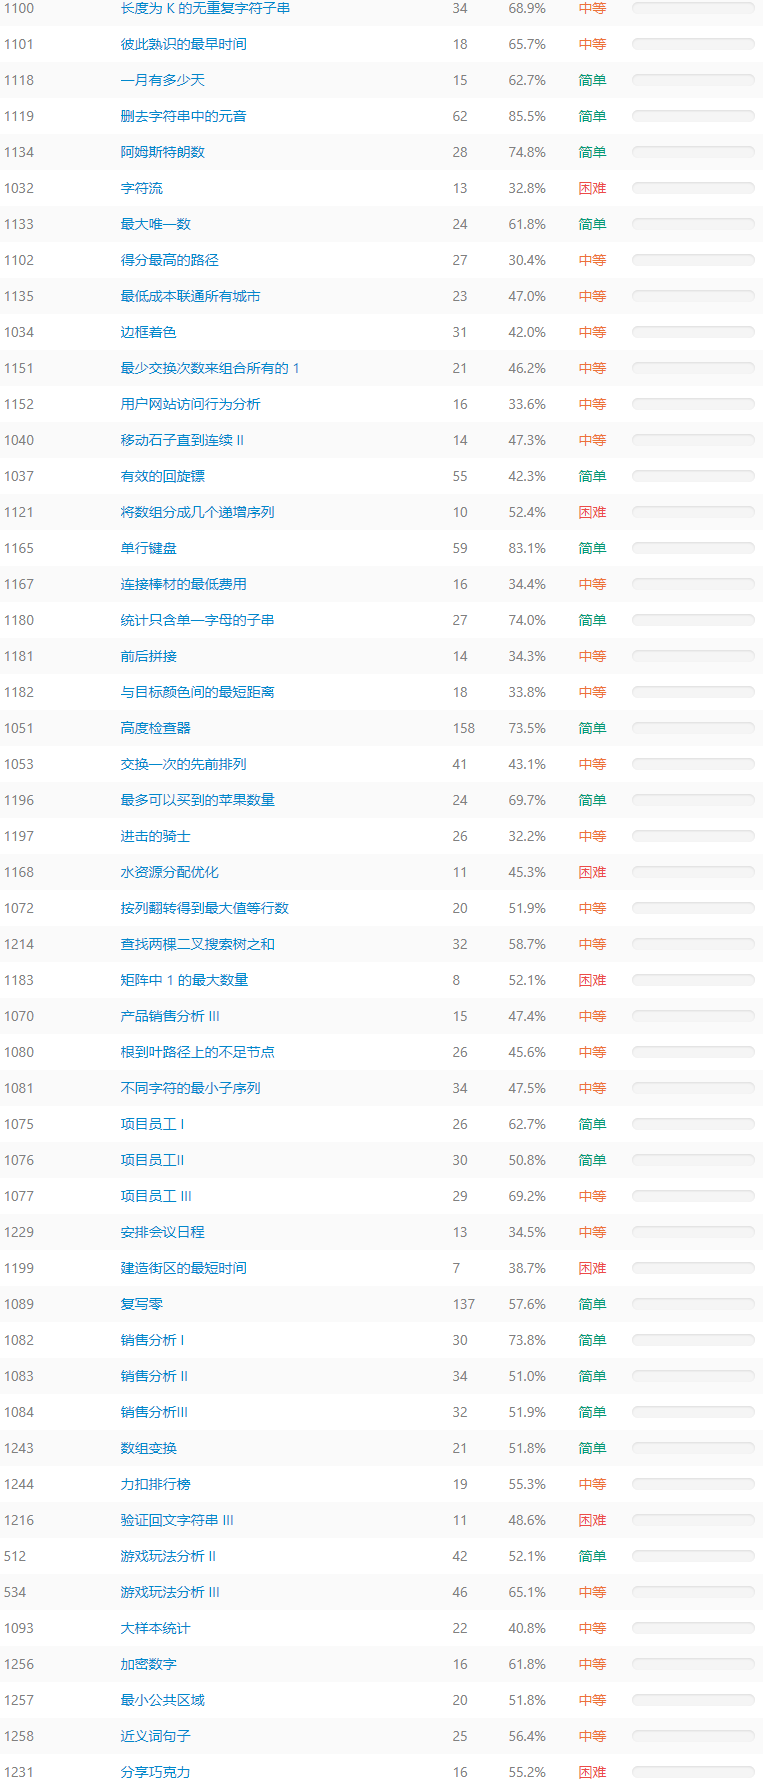 1100 长度为 K 的无重复字符子串 34 68.9% 中等
1101 彼此熟识的最早时间 18 65.7% 中等
1118 一月有多少天 15 62.7% 简单
1119 删去字符串中的元音 62 85.5% 简单
1134 阿姆斯特朗数 28 74.8% 简单
1032 字符流 13 32.8% 困难
1133 最大唯一数 24 61.8% 简单
1102 得分最高的路径 27 30.4% 中等
1135 最低成本联通所有城市 23 47.0% 中等
1034 边框着色 31 42.0% 中等
1151 最少交换次数来组合所有的 1 21 46.2% 中等
1152 用户网站访问行为分析 16 33.6% 中等
1040 移动石子直到连续 II 14 47.3% 中等
1037 有效的回旋镖 55 42.3% 简单
1121 将数组分成几个递增序列 10 52.4% 困难
1165 单行键盘 59 83.1% 简单
1167 连接棒材的最低费用 16 34.4% 中等
1180 统计只含单一字母的子串 27 74.0% 简单
1181 前后拼接 14 34.3% 中等
1182 与目标颜色间的最短距离 18 33.8% 中等
1051 高度检查器 158 73.5% 简单
1053 交换一次的先前排列 41 43.1% 中等
1196 最多可以买到的苹果数量 24 69.7% 简单
1197 进击的骑士 26 32.2% 中等
1168 水资源分配优化 11 45.3% 困难
1072 按列翻转得到最大值等行数 20 51.9% 中等
1214 查找两棵二叉搜索树之和 32 58.7% 中等
1183 矩阵中 1 的最大数量 8 52.1% 困难
1070 产品销售分析 III 15 47.4% 中等
1080 根到叶路径上的不足节点 26 45.6% 中等
1081 不同字符的最小子序列 34 47.5% 中等
1075 项目员工 I 26 62.7% 简单
1076 项目员工II 30 50.8% 简单
1077 项目员工 III 29 69.2% 中等
1229 安排会议日程 13 34.5% 中等
1199 建造街区的最短时间 7 38.7% 困难
1089 复写零 137 57.6% 简单
1082 销售分析 I 30 73.8% 简单
1083 销售分析 II 34 51.0% 简单
1084 销售分析III 32 51.9% 简单
1243 数组变换 21 51.8% 简单
1244 力扣排行榜 19 55.3% 中等
1216 验证回文字符串 III 11 48.6% 困难
512 游戏玩法分析 II 42 52.1% 简单
534 游戏玩法分析 III 46 65.1% 中等
1093 大样本统计 22 40.8% 中等
1256 加密数字 16 61.8% 中等
1257 最小公共区域 20 51.8% 中等
1258 近义词句子 25 56.4% 中等
1231 分享巧克力 16 55.2% 困难